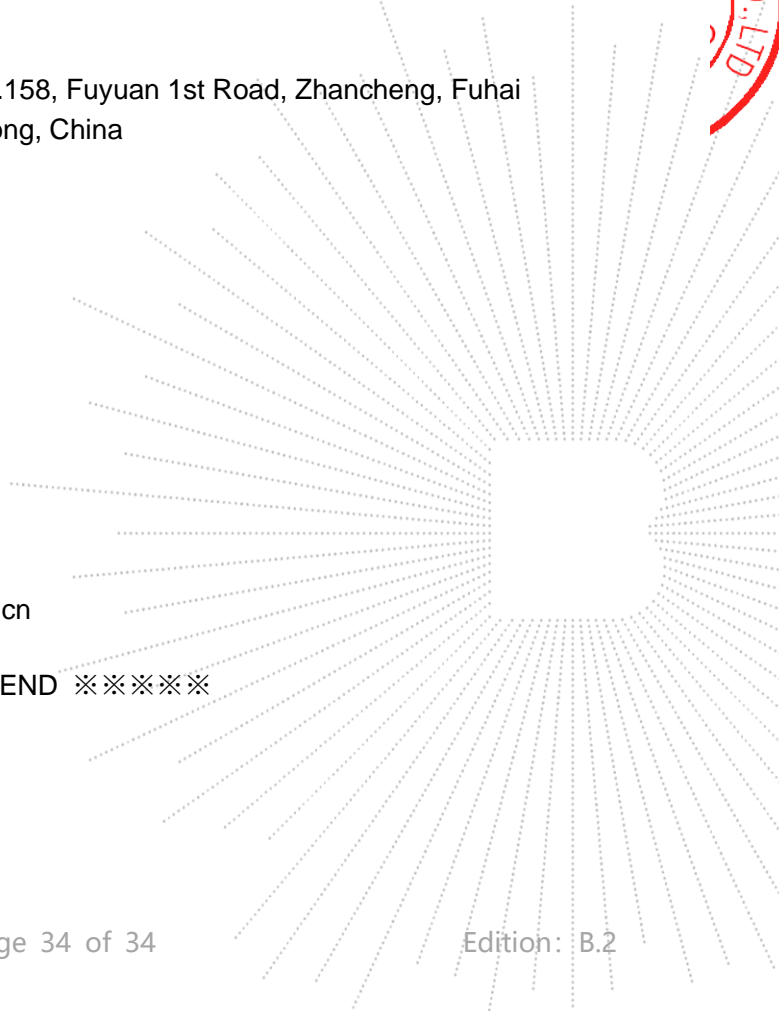 ., LTD
.158, Fuyuan 1st Road, Zhancheng, Fuhai
ong, China
cn
END ※※※※※
ge 34 of 34 Edition: B.2